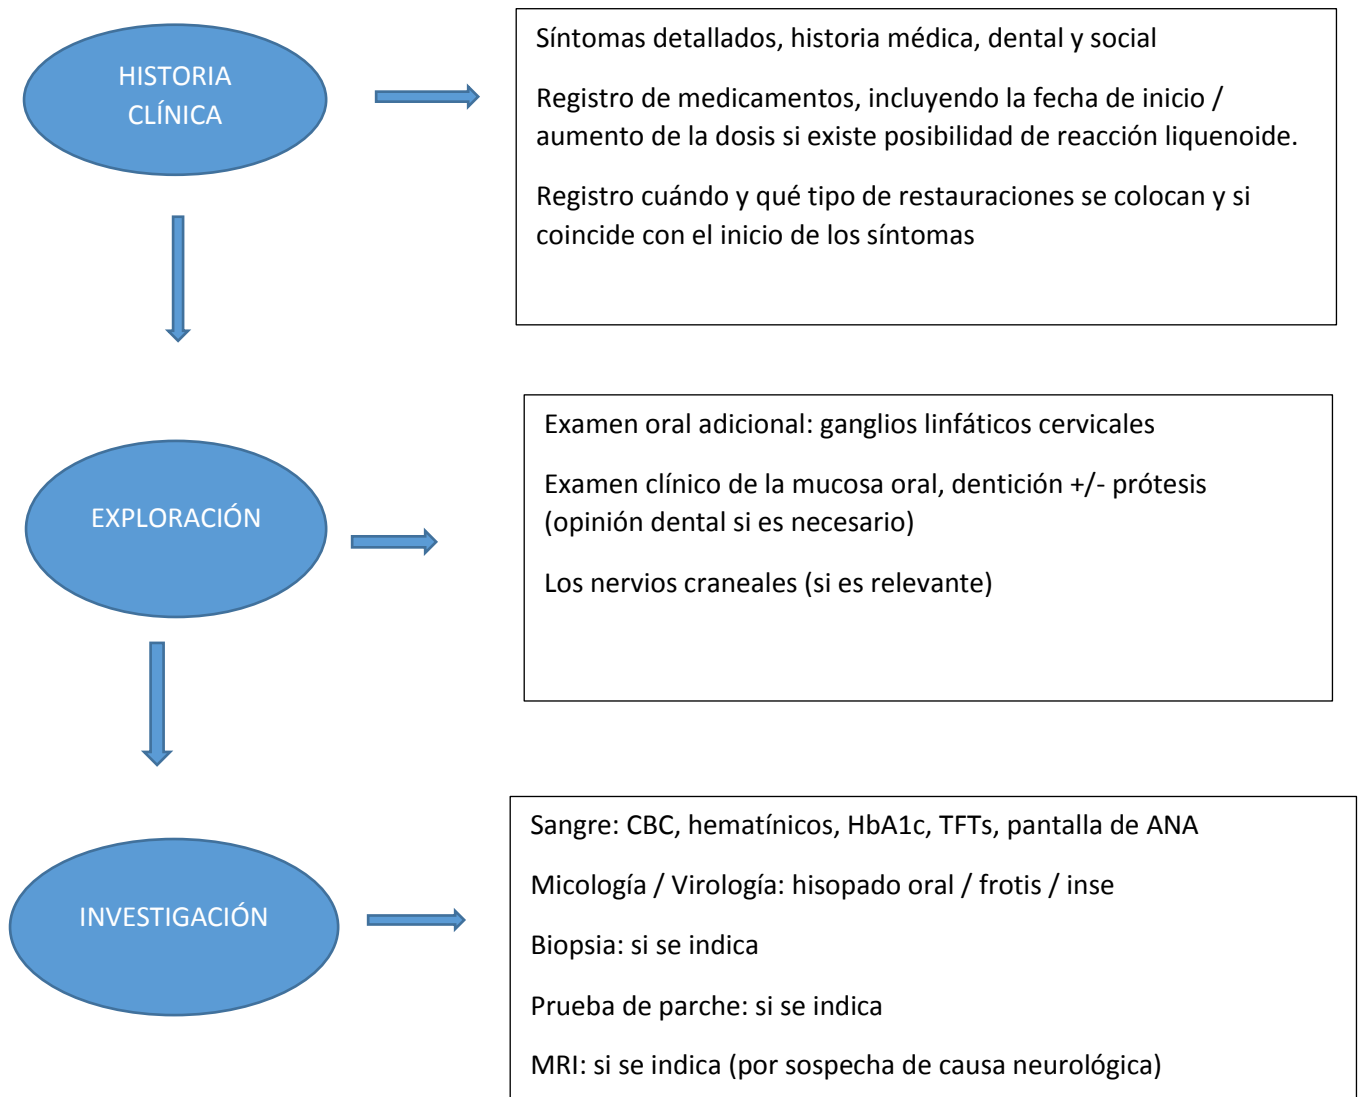 HISTORIA
CLÍNICA
Síntomas detallados, historia médica, dental y social
Registro de medicamentos, incluyendo la fecha de inicio /
aumento de la dosis si existe posibilidad de reacción liquenoide.
Registro cuándo y qué tipo de restauraciones se colocan y si
coincide con el inicio de los síntomas
EXPLORACIÓN
Examen oral adicional: ganglios linfáticos cervicales
Examen clínico de la mucosa oral, dentición +/- prótesis
(opinión dental si es necesario)
Los nervios craneales (si es relevante)
INVESTIGACIÓN
Sangre: CBC, hematínicos, HbA1c, TFTs, pantalla de ANA
Micología / Virología: hisopado oral / frotis / inse
Biopsia: si se indica
Prueba de parche: si se indica
MRI: si se indica (por sospecha de causa neurológica)